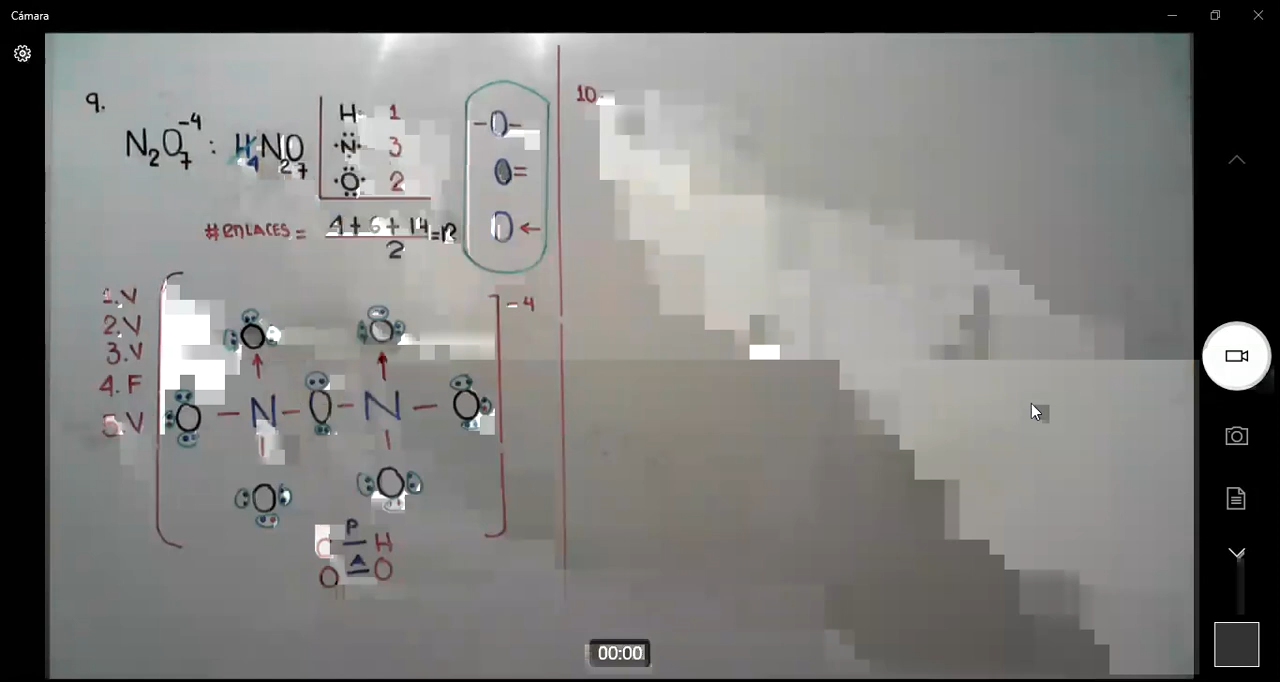 Cámara
9.
N2O7-4 : H4N2O7
H 1
N 3
O 2
#ENLACES = 4+6+14 = 12
2
-O-
O=
O←
1. V
2. V
3. V
4. F
5. V
-4
O O
O - N - O - N - O
O O
P
C - H
A
O = O
10.
00:00